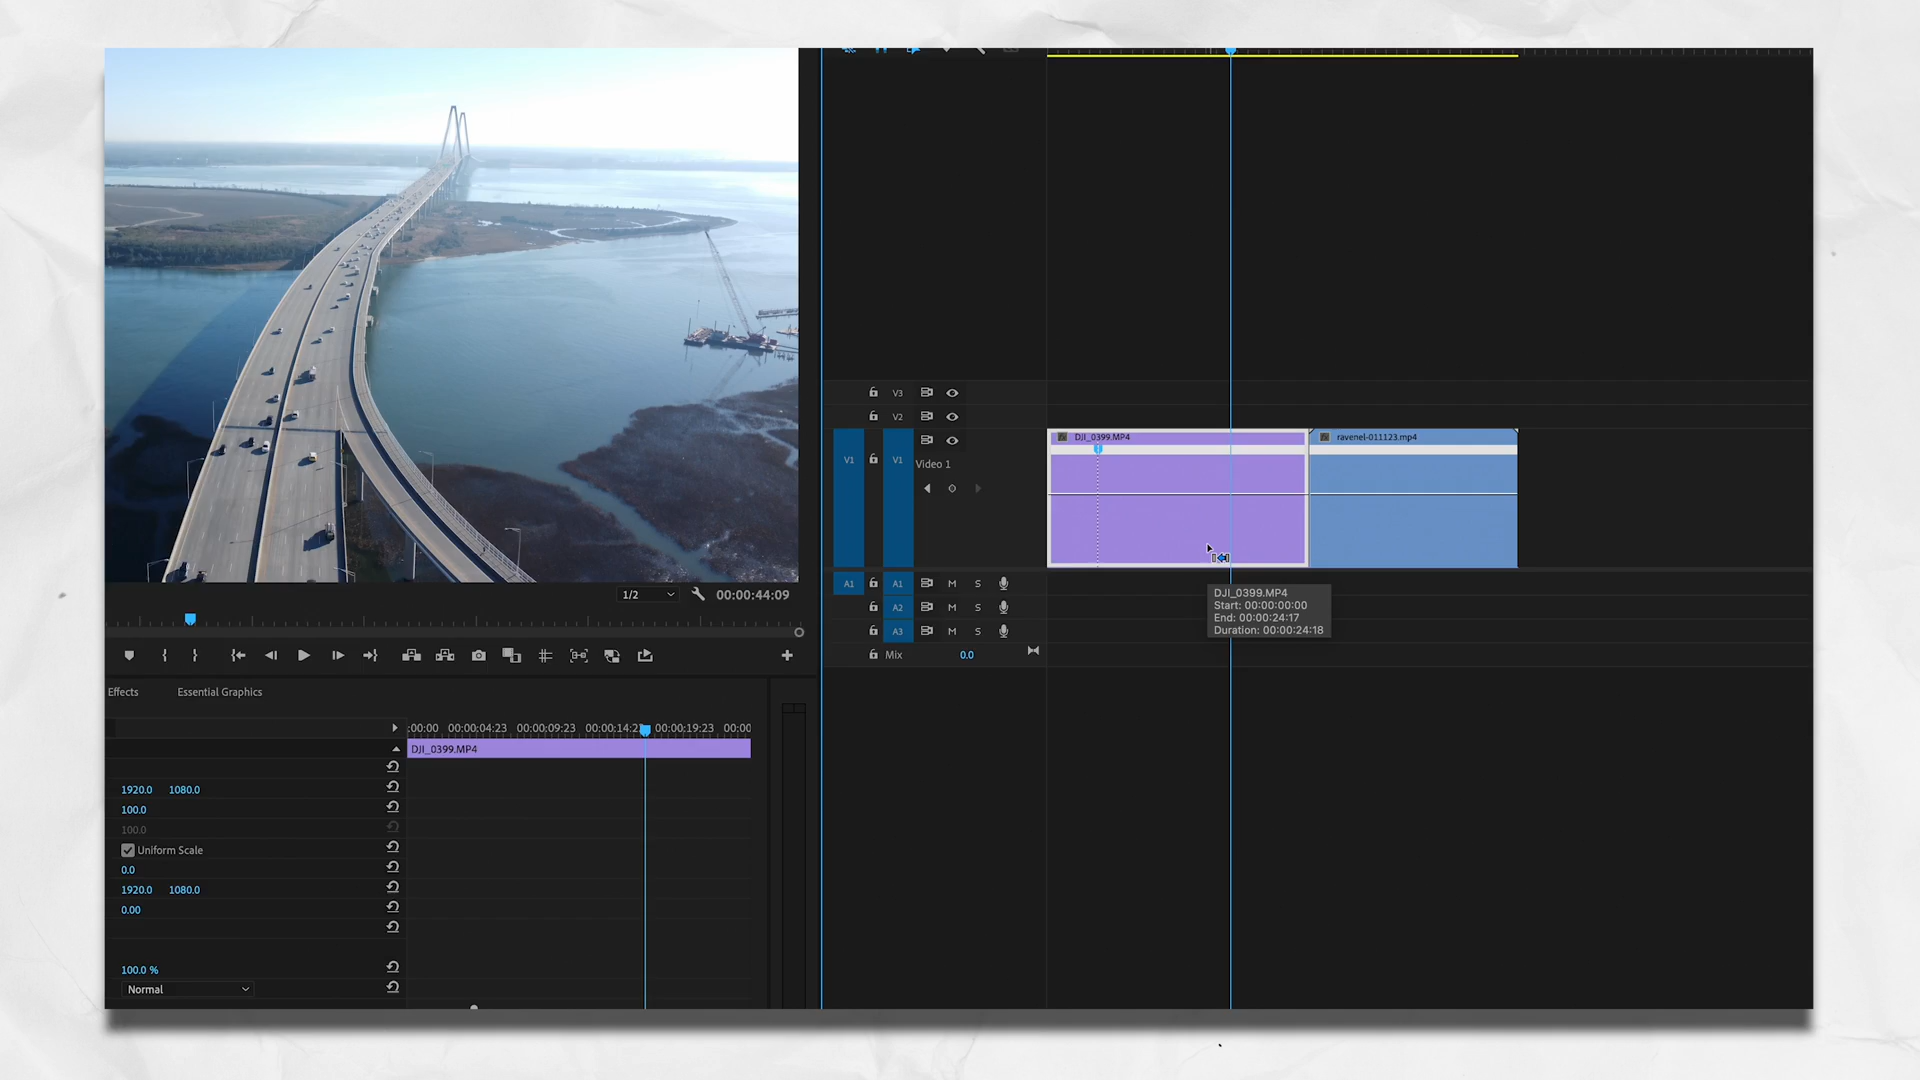 1/2
00:00:44:09
Effects
Essential Graphics
:00:00
00:00:04:23
00:00:09:23
00:00:14:2
00:00:19:23
00:00
DJI_0399.MP4
1920.0 1080.0
100.0
100.0
Uniform Scale
0.0
1920.0 1080.0
0.00
100.0 %
Normal
V3
V2
V1
V1
Video 1
DJI_0399.MP4
ravenel-011123.mp4
A1
A1
M
S
A2
M
S
A3
M
S
Mix
0.0
DJI_0399.MP4
Start: 00:00:00:00
End: 00:00:24:17
Duration: 00:00:24:18